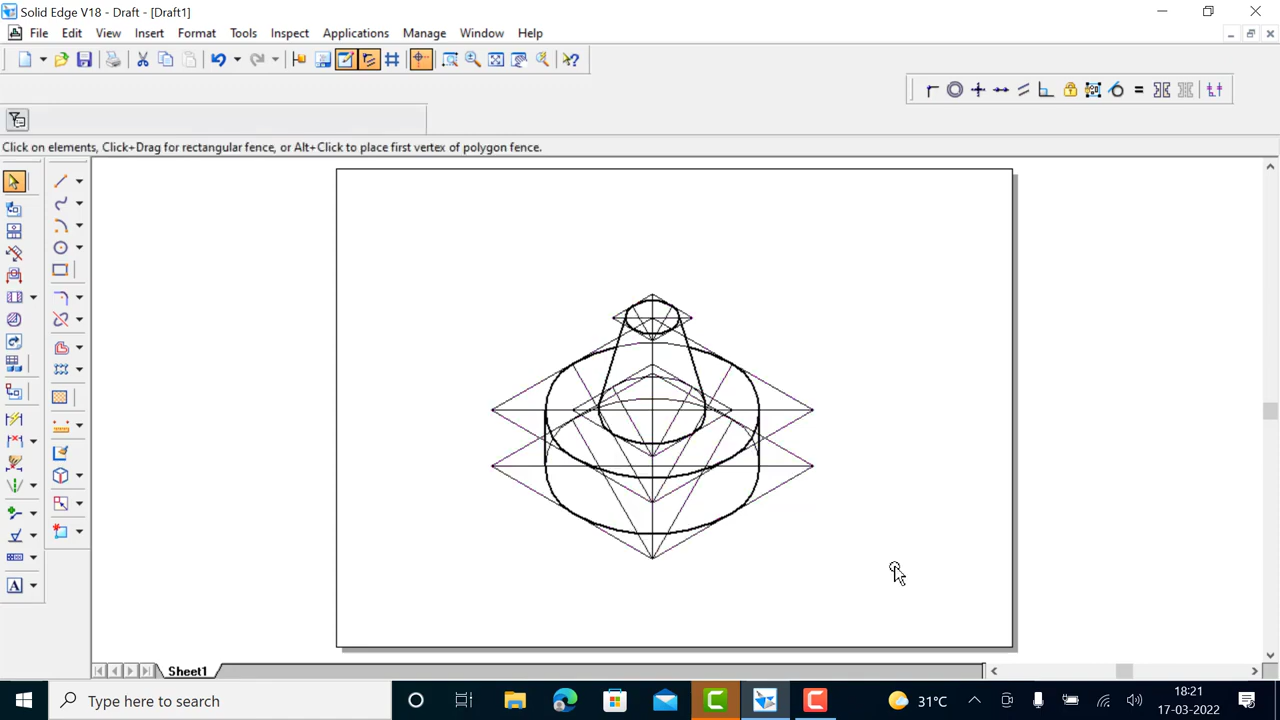 Solid Edge V18 - Draft - [Draft1]
File Edit View Insert Format Tools Inspect Applications Manage Window Help
Click on elements, Click+Drag for rectangular fence, or Alt+Click to place first vertex of polygon fence.
A
Sheet1
Type here to search
31°C
18:21
17-03-2022